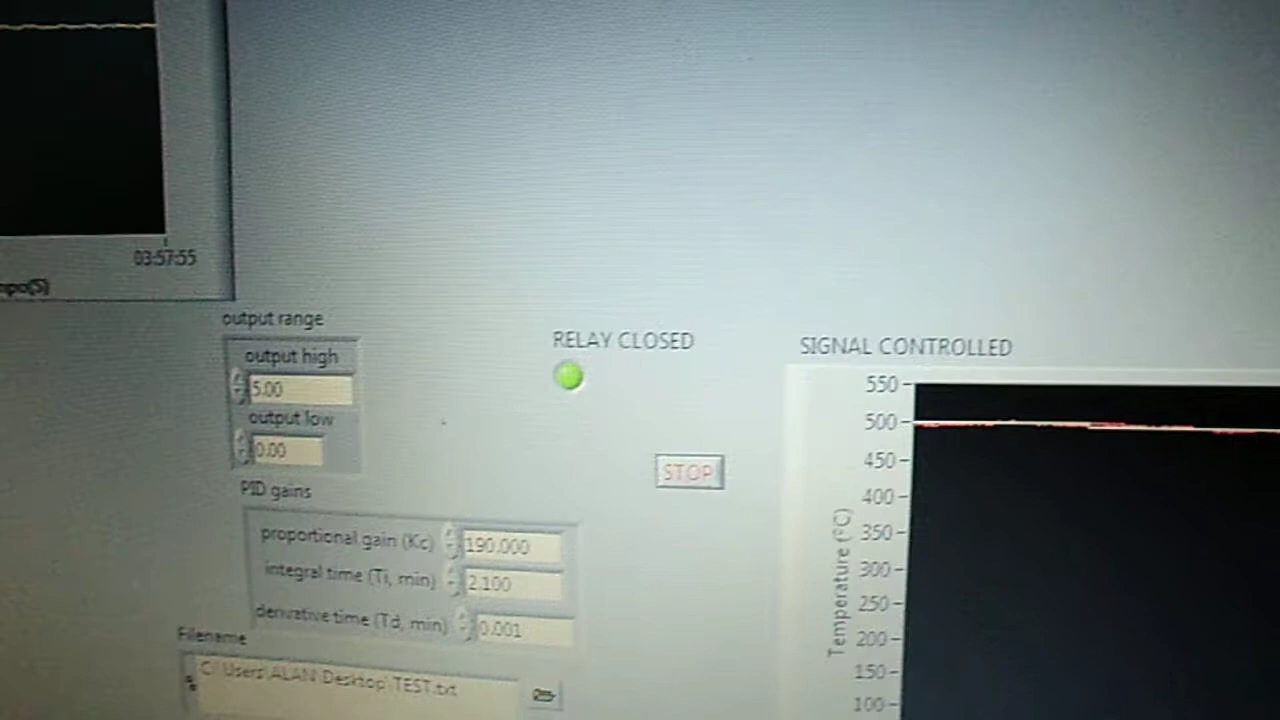 03:57:55
output range
output high
5.00
output low
0.00
RELAY CLOSED
STOP
PID gains
proportional gain (Kc)
190.000
integral time (Ti, min)
2.100
derivative time (Td, min)
0.001
Filename
C:\Users\ALAN\Desktop\TEST.txt
SIGNAL CONTROLLED
550
500
450
400
350
300
250
200
150
100
Temperature (ºC)